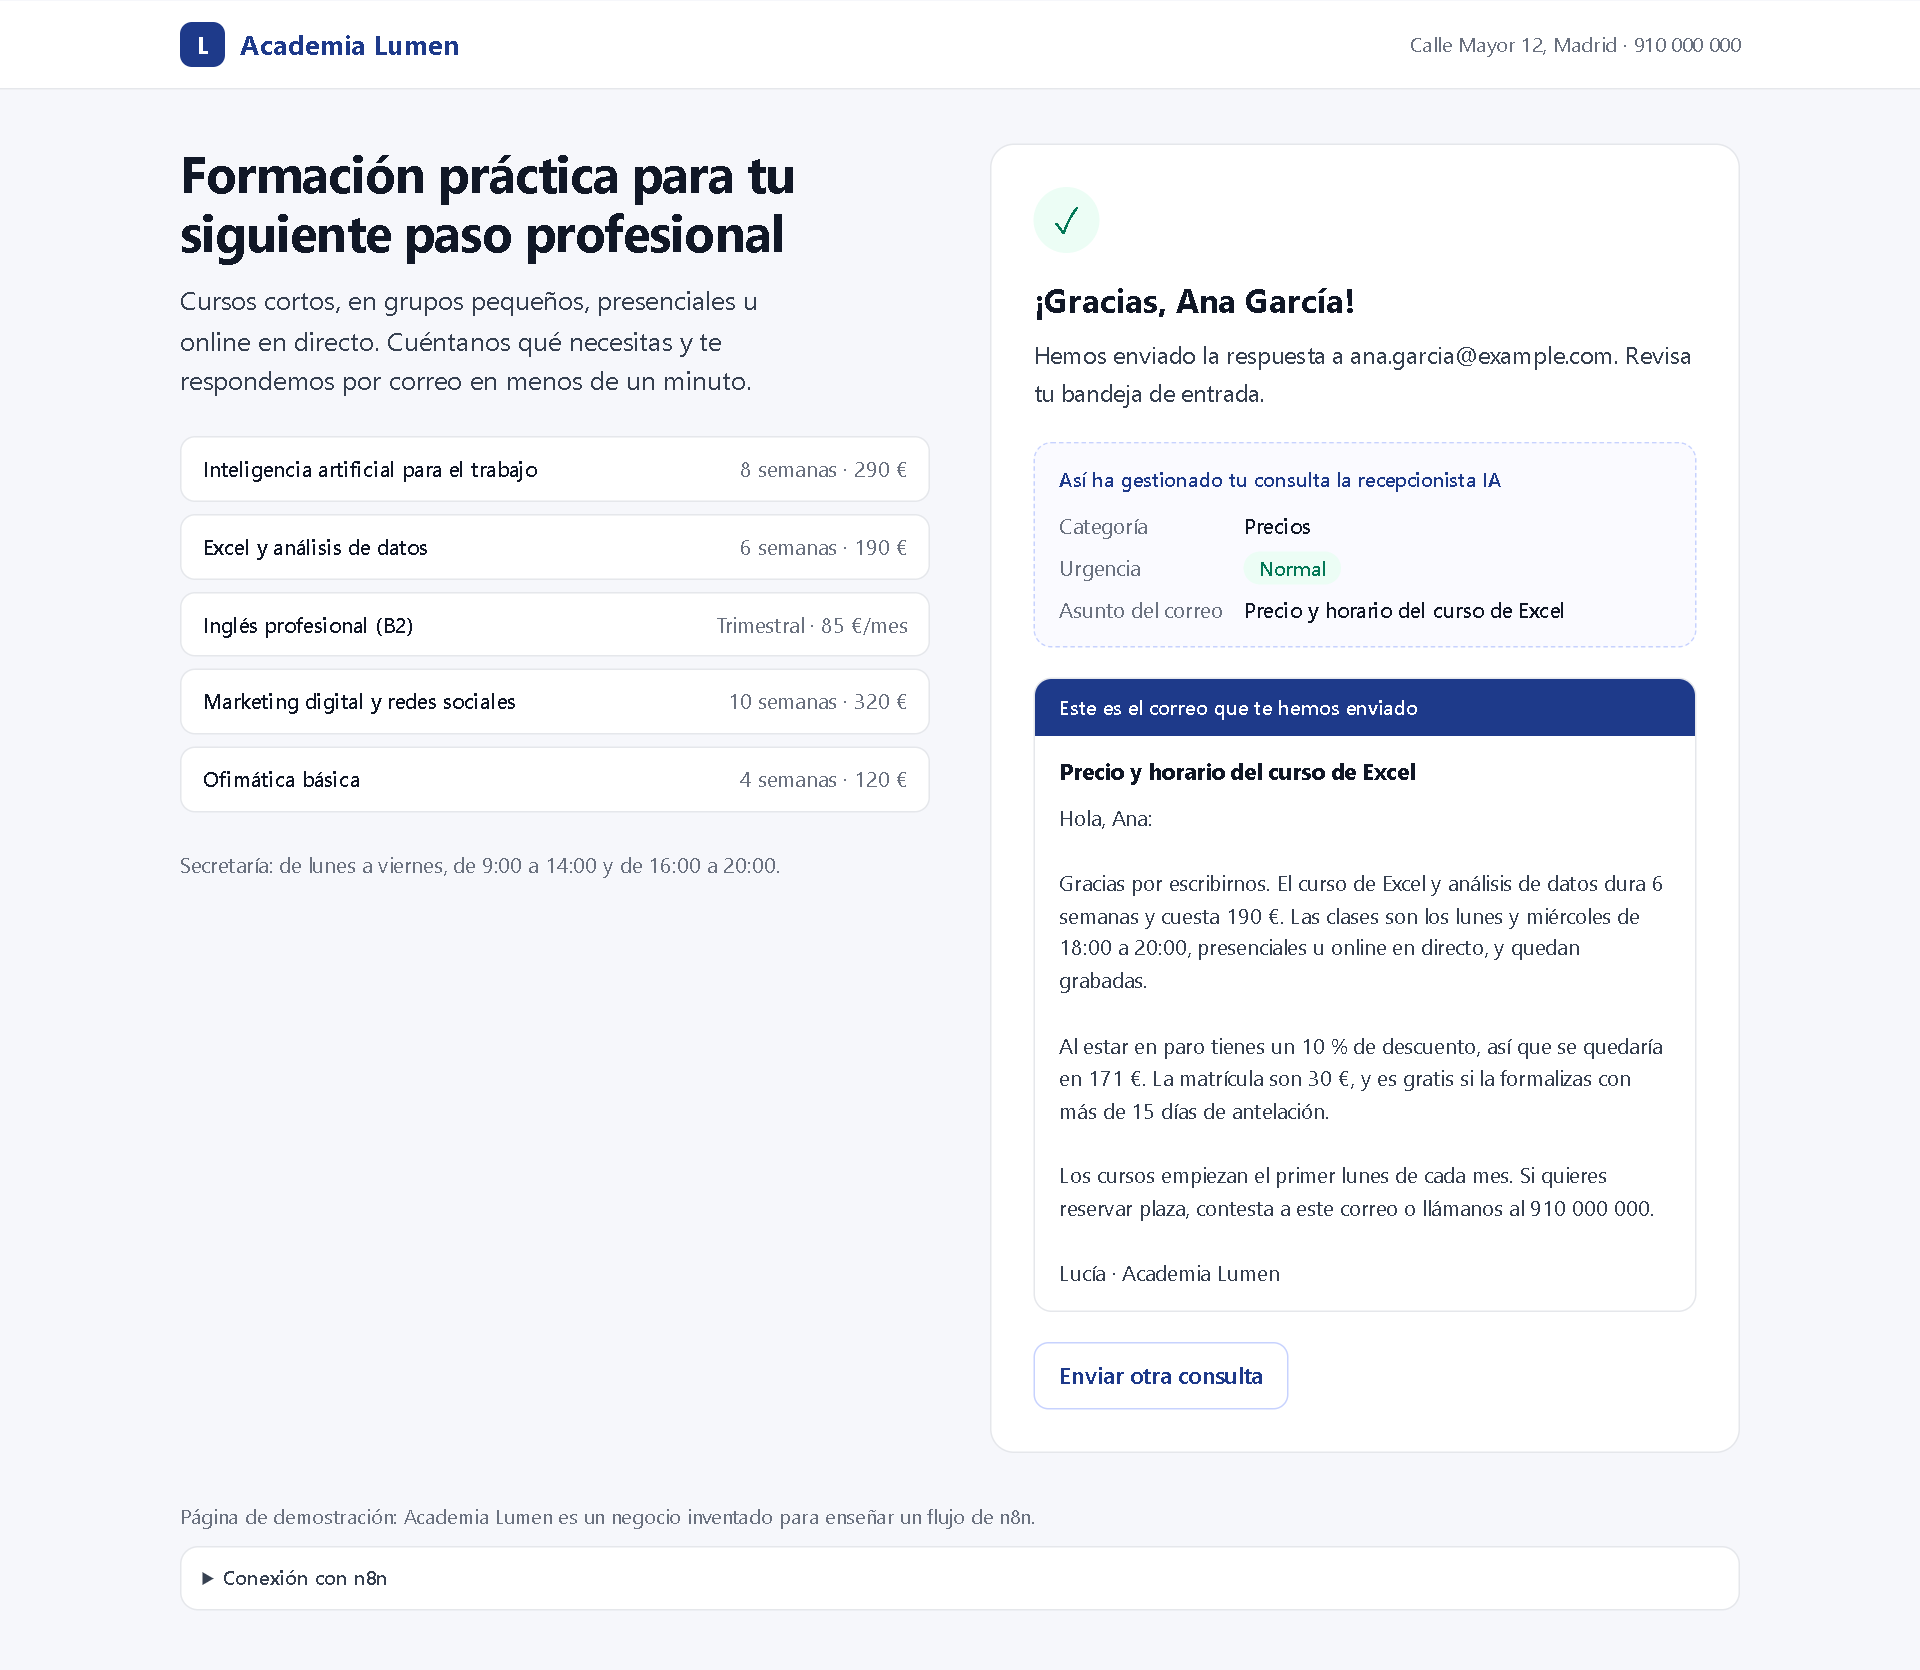 L Academia Lumen
Calle Mayor 12, Madrid · 910 000 000
Formación práctica para tu
siguiente paso profesional
Cursos cortos, en grupos pequeños, presenciales u
online en directo. Cuéntanos qué necesitas y te
respondemos por correo en menos de un minuto.
Inteligencia artificial para el trabajo 8 semanas · 290 €
Excel y análisis de datos 6 semanas · 190 €
Inglés profesional (B2) Trimestral · 85 €/mes
Marketing digital y redes sociales 10 semanas · 320 €
Ofimática básica 4 semanas · 120 €
Secretaría: de lunes a viernes, de 9:00 a 14:00 y de 16:00 a 20:00.
✓
¡Gracias, Ana García!
Hemos enviado la respuesta a ana.garcia@example.com. Revisa
tu bandeja de entrada.
Así ha gestionado tu consulta la recepcionista IA
Categoría Precios
Urgencia Normal
Asunto del correo Precio y horario del curso de Excel
Este es el correo que te hemos enviado
Precio y horario del curso de Excel
Hola, Ana:
Gracias por escribirnos. El curso de Excel y análisis de datos dura 6
semanas y cuesta 190 €. Las clases son los lunes y miércoles de
18:00 a 20:00, presenciales u online en directo, y quedan
grabadas.
Al estar en paro tienes un 10 % de descuento, así que se quedaría
en 171 €. La matrícula son 30 €, y es gratis si la formalizas con
más de 15 días de antelación.
Los cursos empiezan el primer lunes de cada mes. Si quieres
reservar plaza, contesta a este correo o llámanos al 910 000 000.
Lucía · Academia Lumen
Enviar otra consulta
Página de demostración: Academia Lumen es un negocio inventado para enseñar un flujo de n8n.
▶ Conexión con n8n